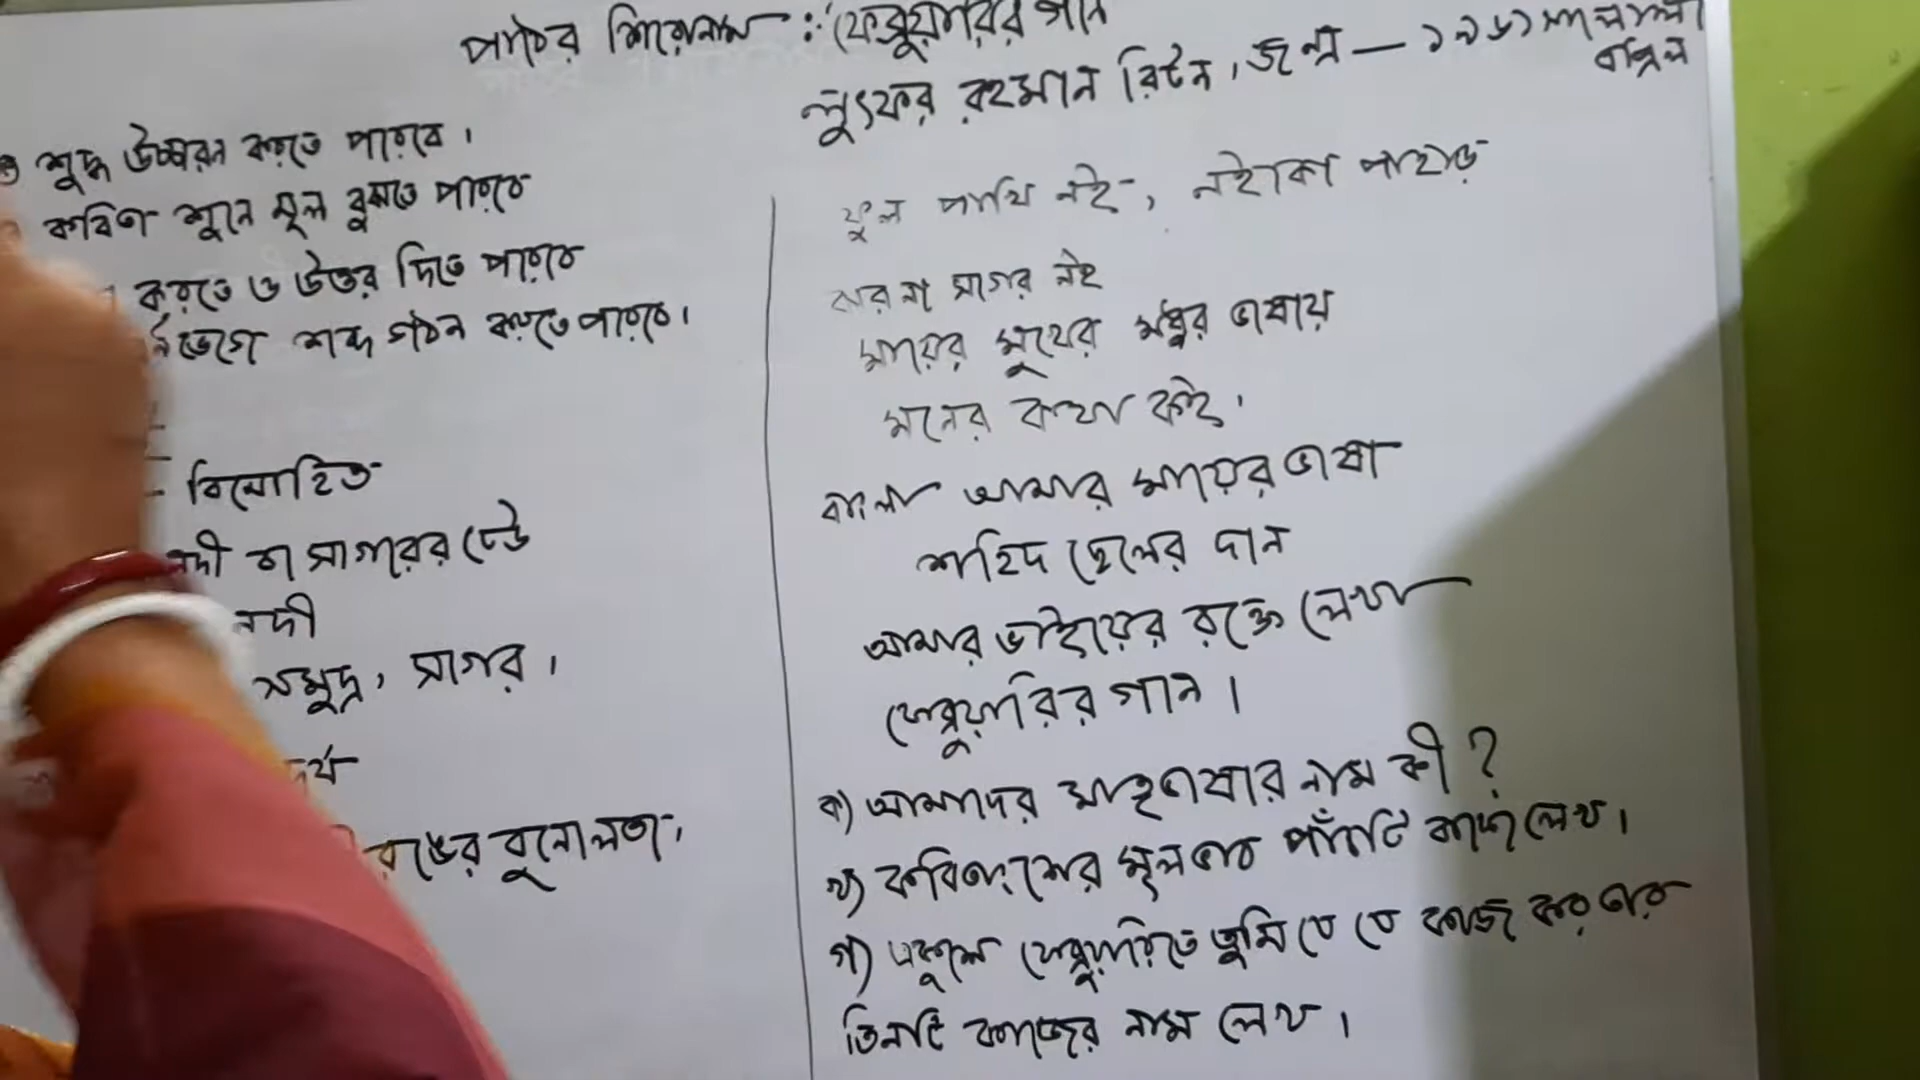 পাঠের শিরোনাম : ফেব্রুয়ারির গান
লুৎফর রহমান রিটন, জন্ম — ১৯৬১ সালে
শুদ্ধ উচ্চারন করতে পারবে ।
কবিতা শুনে মূল বুঝতে পারবে
করতে ও উত্তর দিতে পারবে
ভেগে শব্দ গঠন করতে পারবে ।
- বিমোহিত
নদী বা সাগরের ঢেউ
নদী
সমুদ্র, সাগর ।
র্থ
রঙের বুনোলতা,
ফুল পাখি নই, নইকো পাহাড়
ঝরনা সাগর নই
মায়ের মুখের মধুর ভাষায়
মনের কথা কই ।
বাংলা আমার মায়ের ভাষা
শহিদ ছেলের দান
আমার ভাইয়ের রক্তে লেখা
ফেব্রুয়ারির গান ।
ক) আমাদের মাতৃভাষার নাম কী ?
খ) কবিতাংশের মূলভাব পাঁচটি বাক্যে লেখ ।
গ) একুশে ফেব্রুয়ারিতে তুমি যে যে কাজ কর তার
তিনটি কাজের নাম লেখ ।